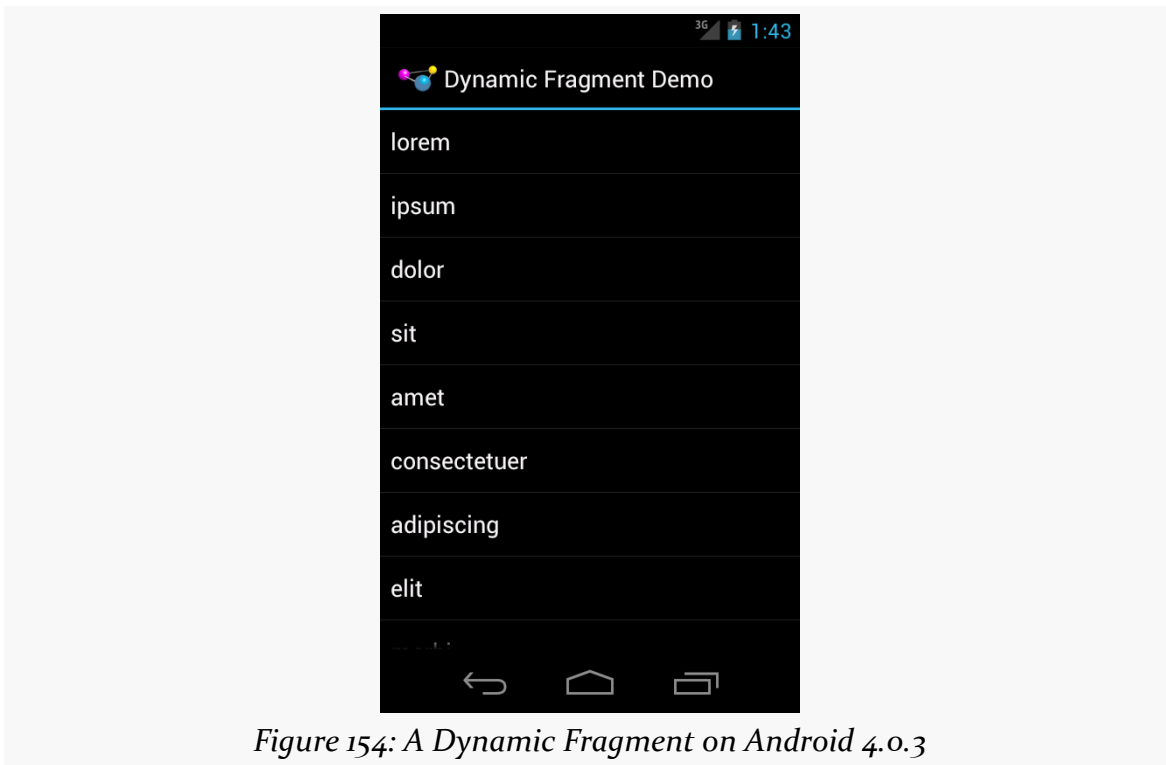 3G 1:43
Dynamic Fragment Demo
lorem
ipsum
dolor
sit
amet
consectetuer
adipiscing
elit
Figure 154: A Dynamic Fragment on Android 4.0.3